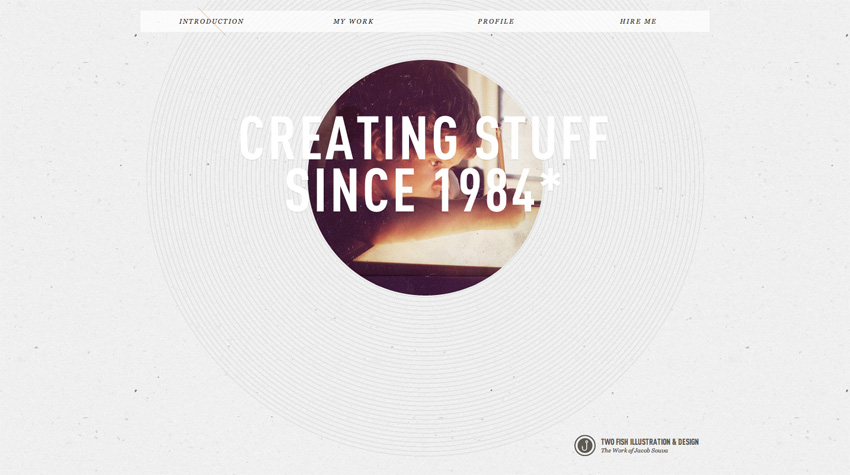 INTRODUCTION MY WORK PROFILE HIRE ME
CREATING STUFF
SINCE 1984*
J
TWO FISH ILLUSTRATION & DESIGN
The Work of Jacob Sousa